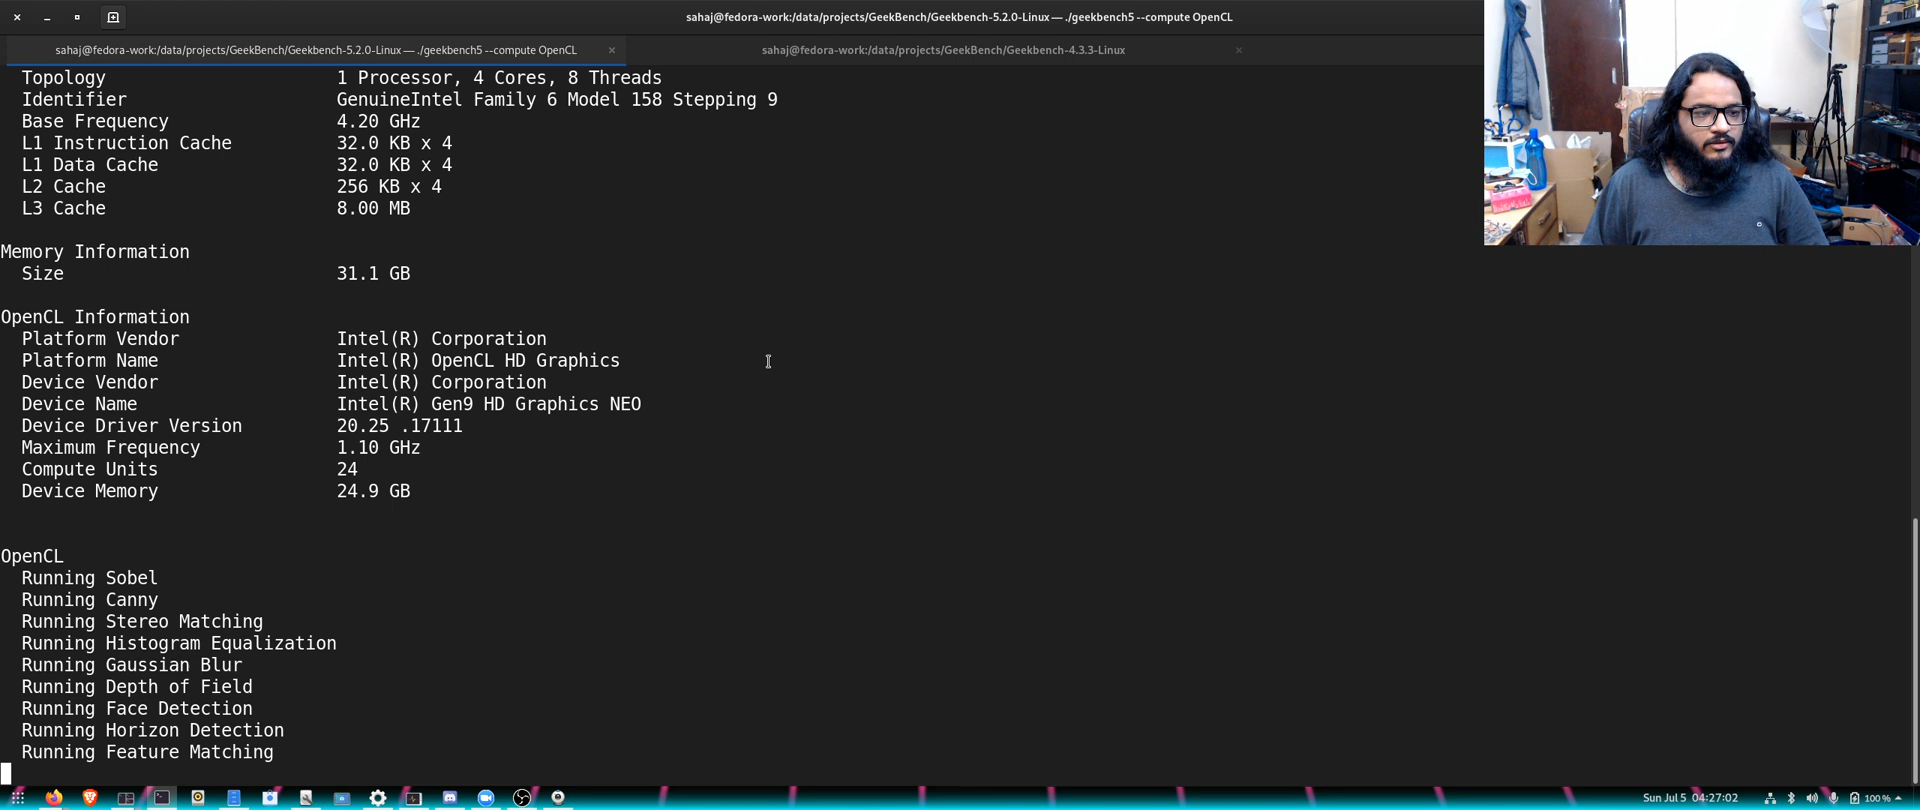 sahaj@fedora-work:/data/projects/GeekBench/Geekbench-5.2.0-Linux — ./geekbench5 --compute OpenCL
sahaj@fedora-work:/data/projects/GeekBench/Geekbench-5.2.0-Linux — ./geekbench5 --compute OpenCL
sahaj@fedora-work:/data/projects/GeekBench/Geekbench-4.3.3-Linux
Topology 1 Processor, 4 Cores, 8 Threads
Identifier GenuineIntel Family 6 Model 158 Stepping 9
Base Frequency 4.20 GHz
L1 Instruction Cache 32.0 KB x 4
L1 Data Cache 32.0 KB x 4
L2 Cache 256 KB x 4
L3 Cache 8.00 MB
Memory Information
Size 31.1 GB
OpenCL Information
Platform Vendor Intel(R) Corporation
Platform Name Intel(R) OpenCL HD Graphics
Device Vendor Intel(R) Corporation
Device Name Intel(R) Gen9 HD Graphics NEO
Device Driver Version 20.25 .17111
Maximum Frequency 1.10 GHz
Compute Units 24
Device Memory 24.9 GB
OpenCL
Running Sobel
Running Canny
Running Stereo Matching
Running Histogram Equalization
Running Gaussian Blur
Running Depth of Field
Running Face Detection
Running Horizon Detection
Running Feature Matching
Sun Jul 5 04:27:02
100 %